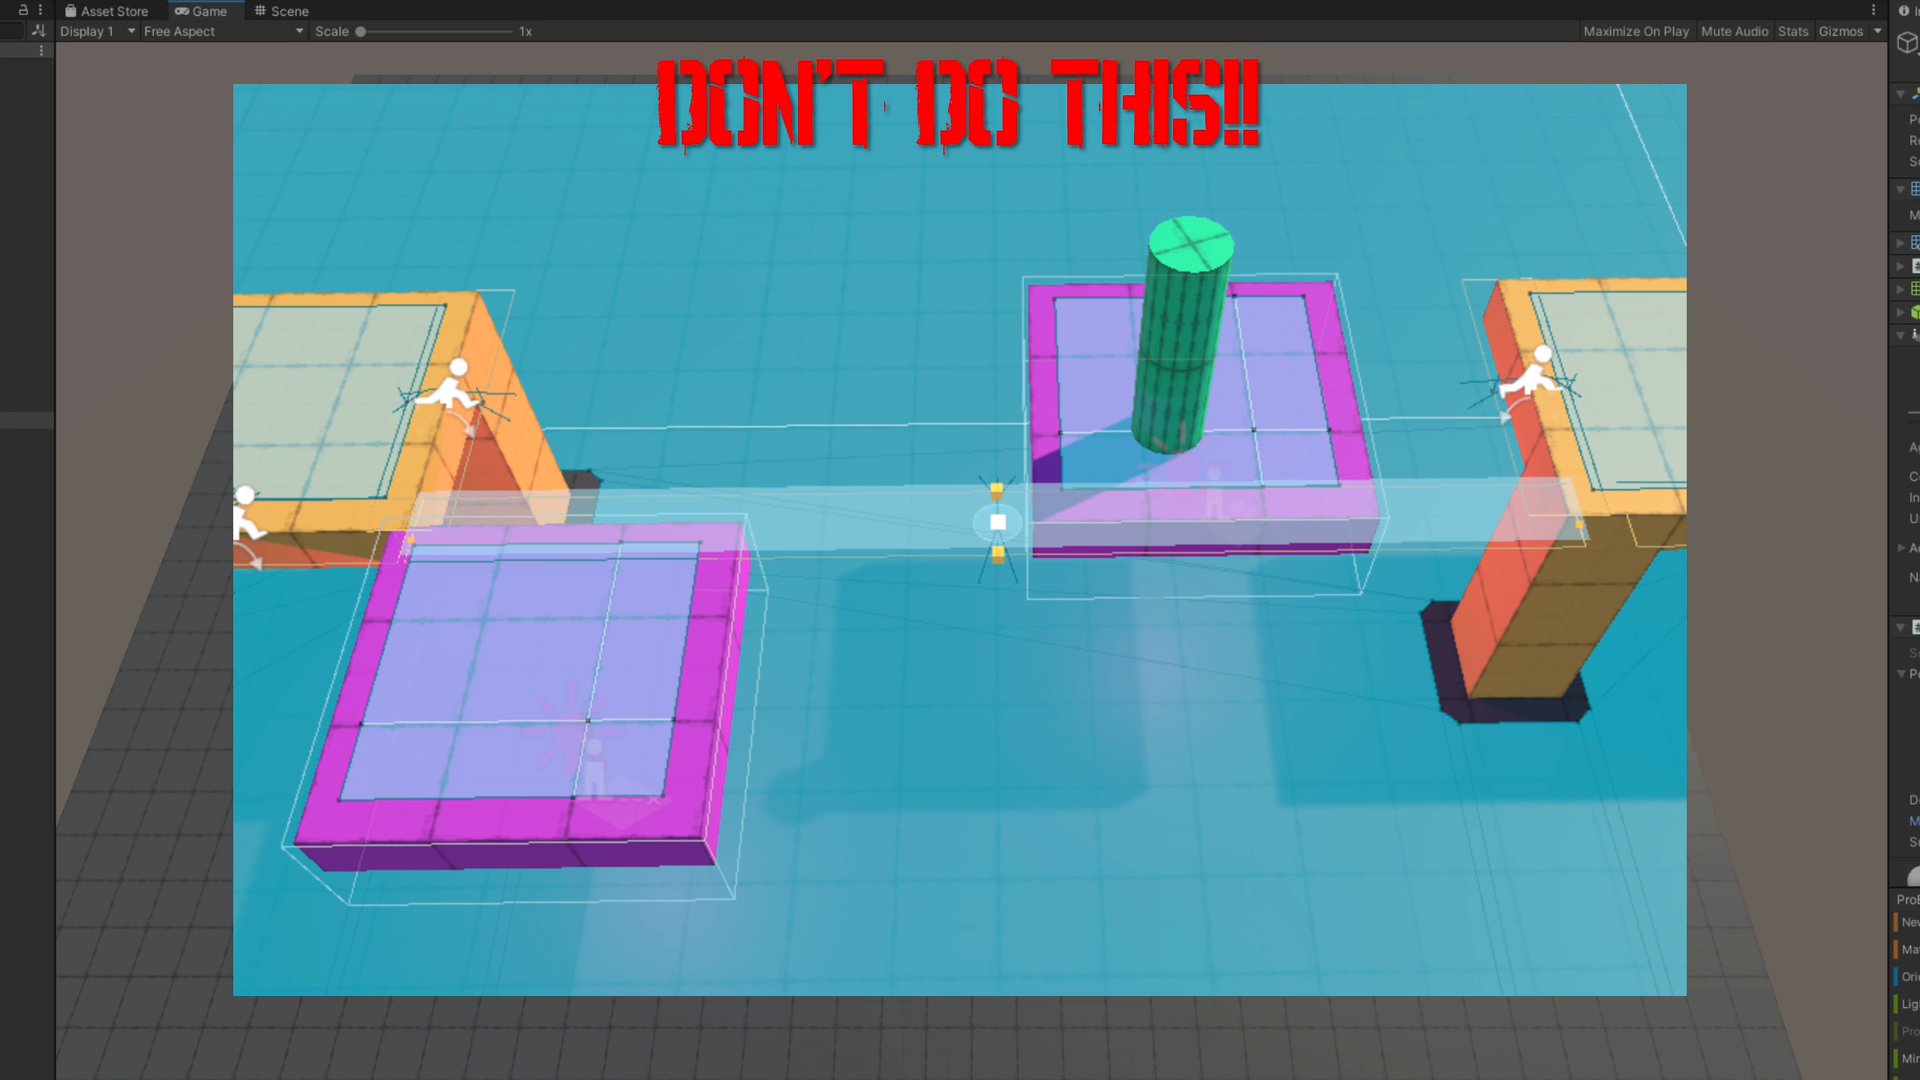 Asset Store
Game
Scene
Display 1
Free Aspect
Scale
1x
Maximize On Play
Mute Audio
Stats
Gizmos
DON'T DO THIS!!